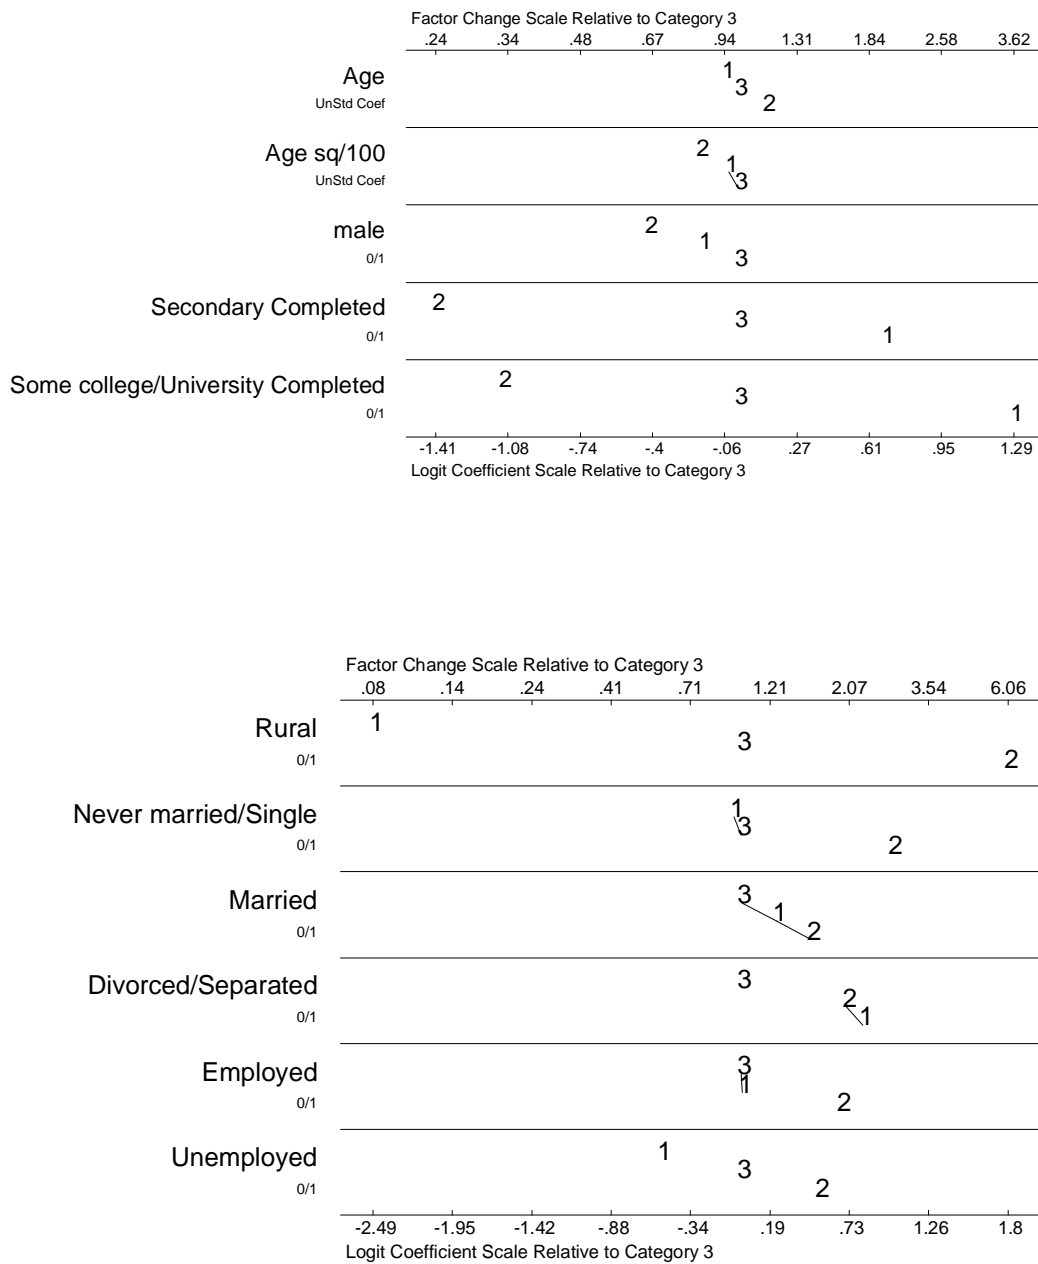 Factor Change Scale Relative to Category 3
.24 .34 .48 .67 .94 1.31 1.84 2.58 3.62
1
Age
3
UnStd Coef
2
2
Age sq/100
1
UnStd Coef
3
2
male
1
0/1
3
2
Secondary Completed
3
0/1
1
2
Some college/University Completed
3
0/1
1
-1.41 -1.08 -.74 -.4 -.06 .27 .61 .95 1.29
Logit Coefficient Scale Relative to Category 3
Factor Change Scale Relative to Category 3
.08 .14 .24 .41 .71 1.21 2.07 3.54 6.06
1
Rural
3
0/1
2
1
Never married/Single
3
0/1
2
3
Married
1
0/1
2
3
Divorced/Separated
2
0/1
1
3
Employed
1
0/1
2
1
Unemployed
3
0/1
2
-2.49 -1.95 -1.42 -.88 -.34 .19 .73 1.26 1.8
Logit Coefficient Scale Relative to Category 3